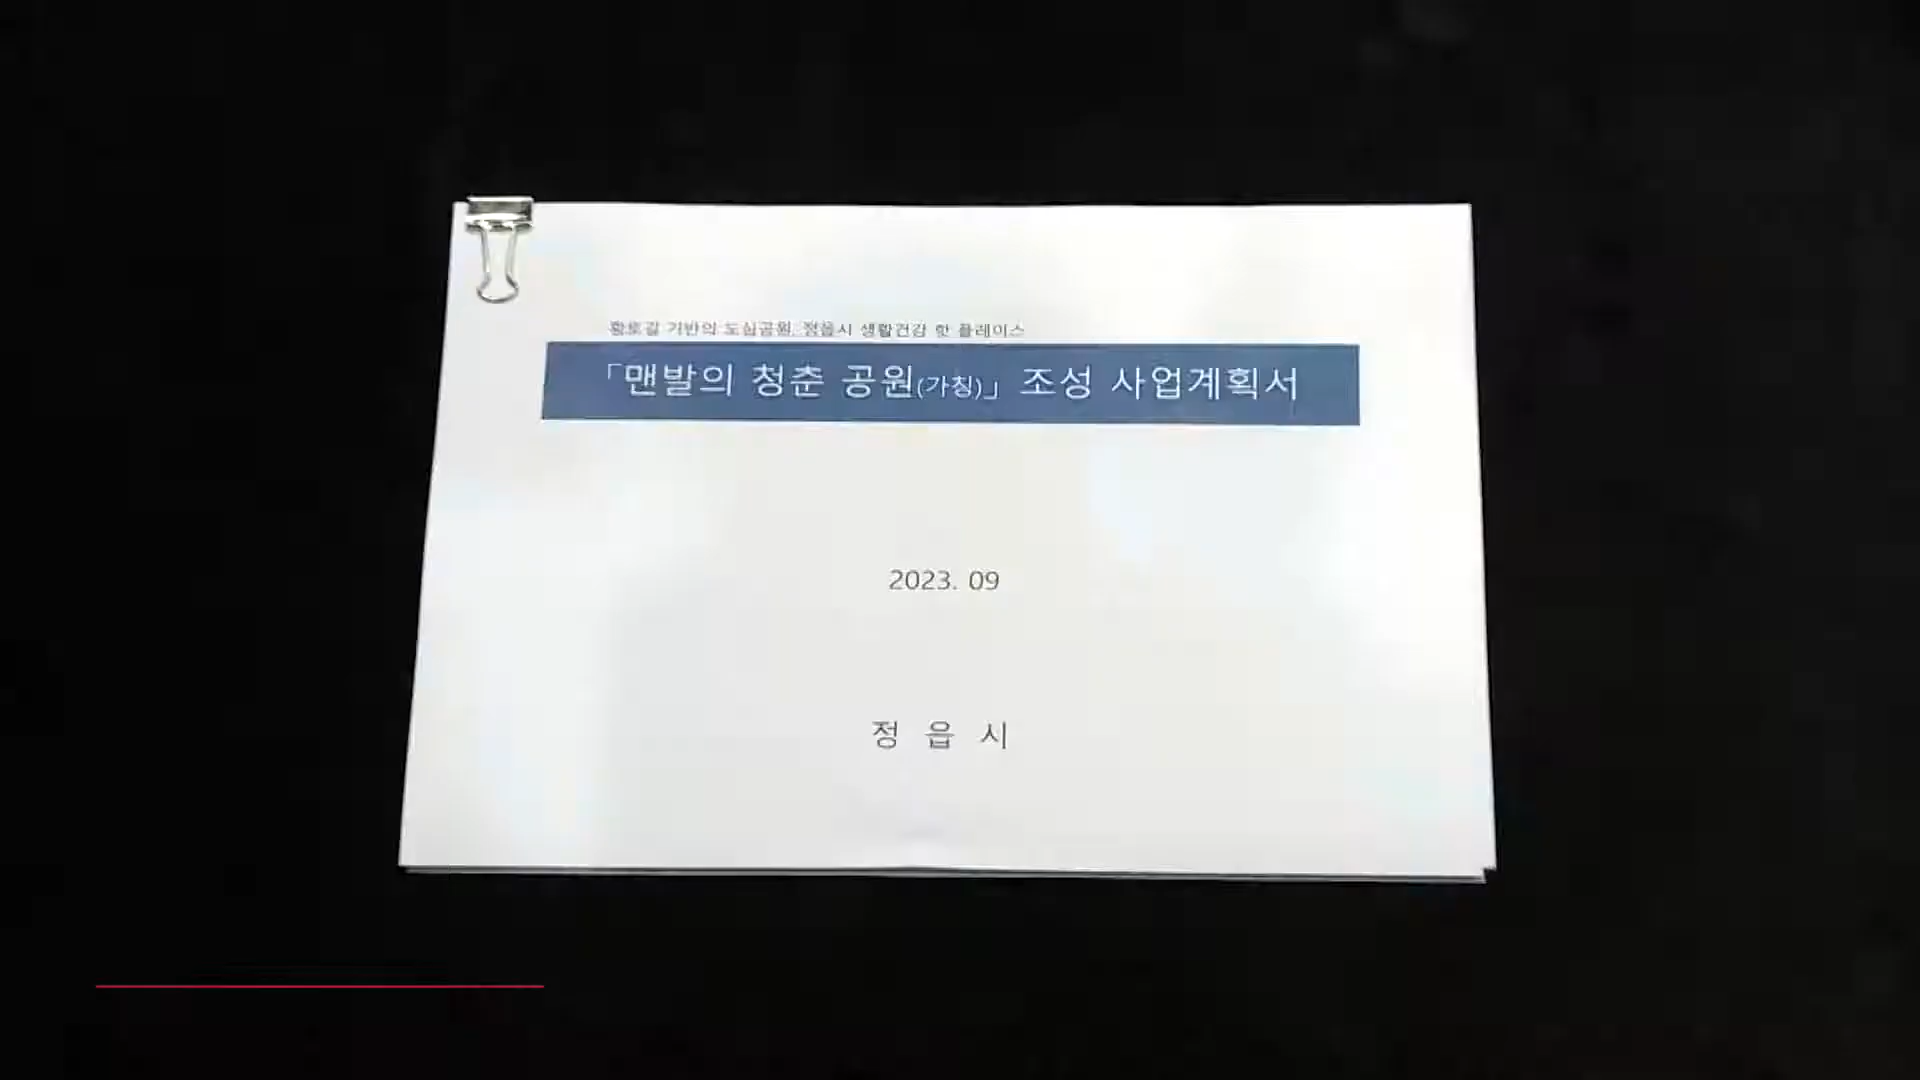 황토길 기반의 도심공원, 정읍시 생활건강 핫 플레이스
「맨발의 청춘 공원(가칭)」 조성 사업계획서
2023. 09
정 읍 시